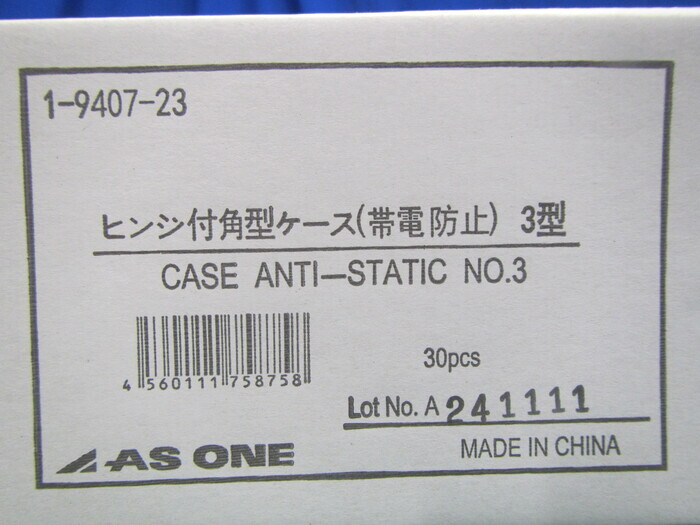 1-9407-23
ヒンジ付角型ケース(帯電防止) 3型
CASE ANTI-STATIC NO.3
4 560111 758758
30pcs
Lot No. A 241111
AS ONE
MADE IN CHINA